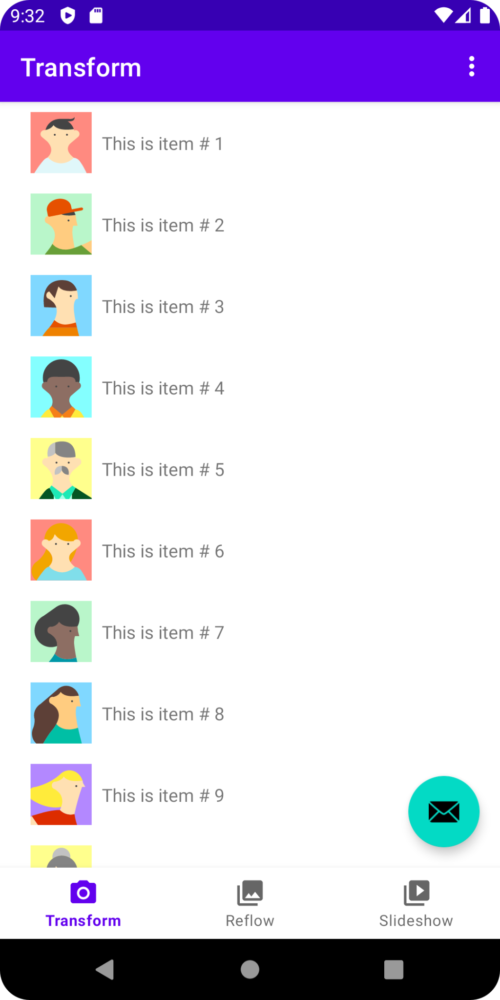 9:32
Transform
This is item # 1
This is item # 2
This is item # 3
This is item # 4
This is item # 5
This is item # 6
This is item # 7
This is item # 8
This is item # 9
Transform
Reflow
Slideshow